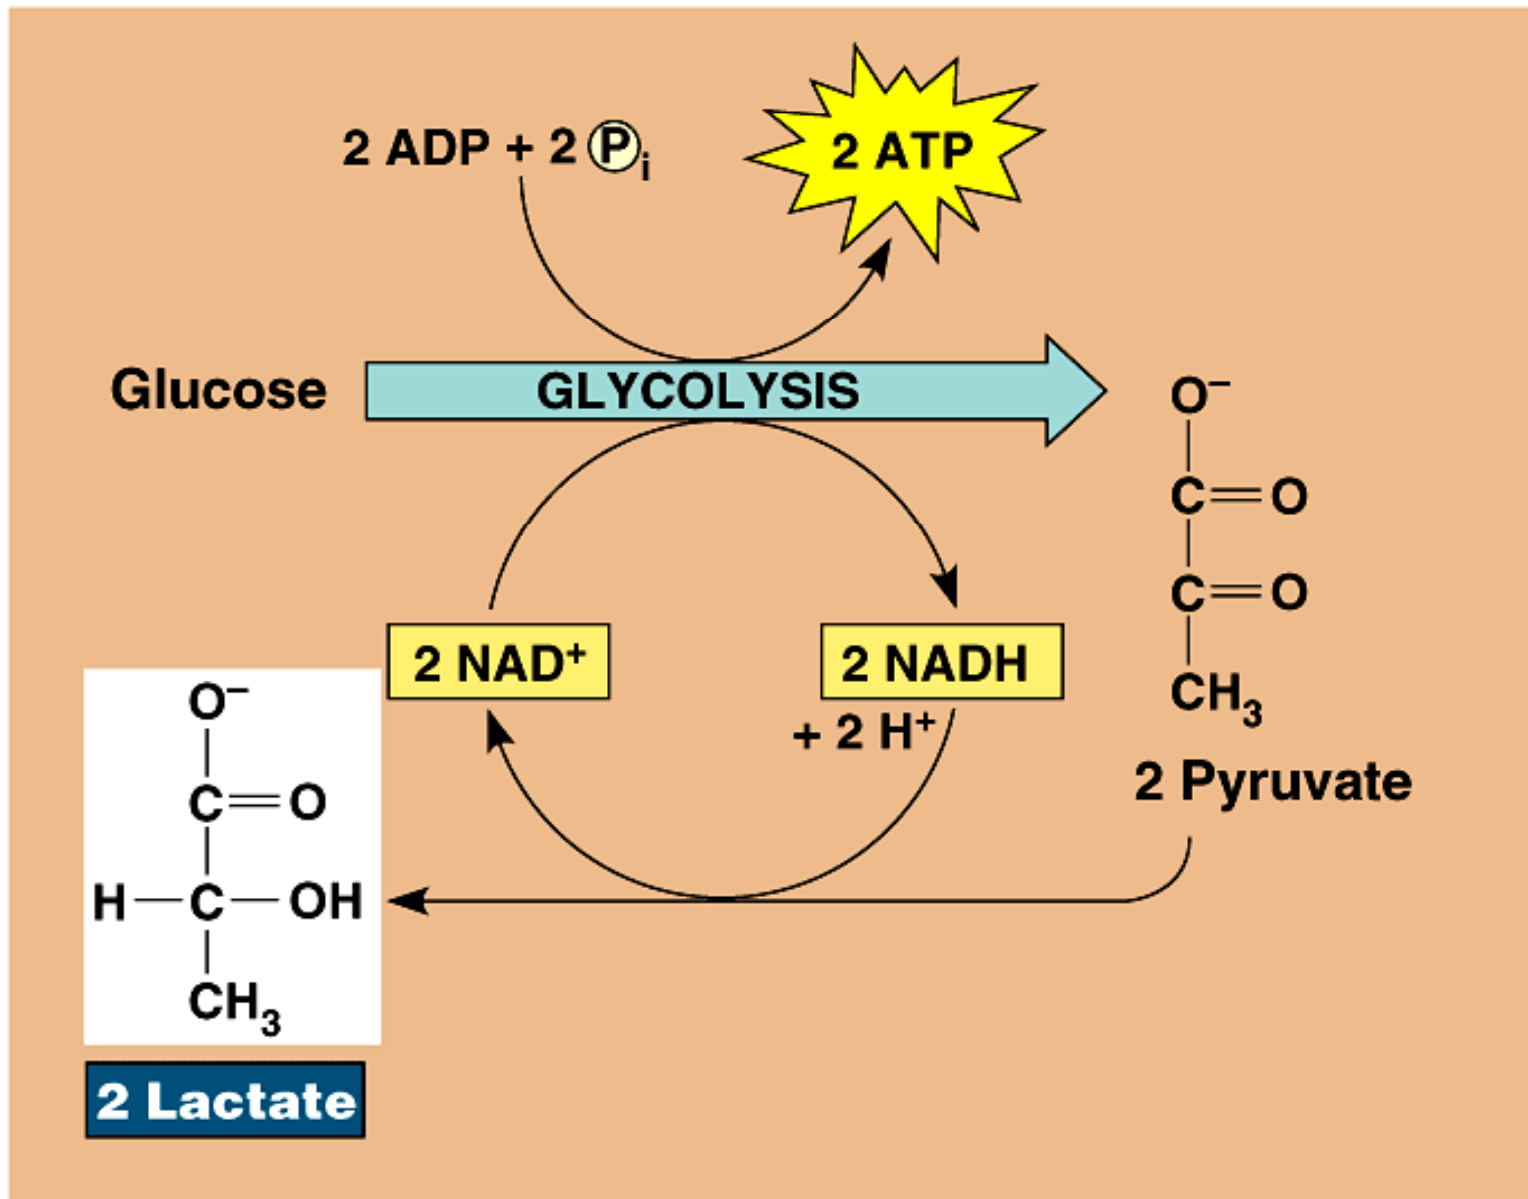 2 ADP + 2 Pi
2 ATP
Glucose
GLYCOLYSIS
O−
C=O
C=O
CH3
2 Pyruvate
2 NAD+
2 NADH
+ 2 H+
O−
C=O
H—C—OH
CH3
2 Lactate